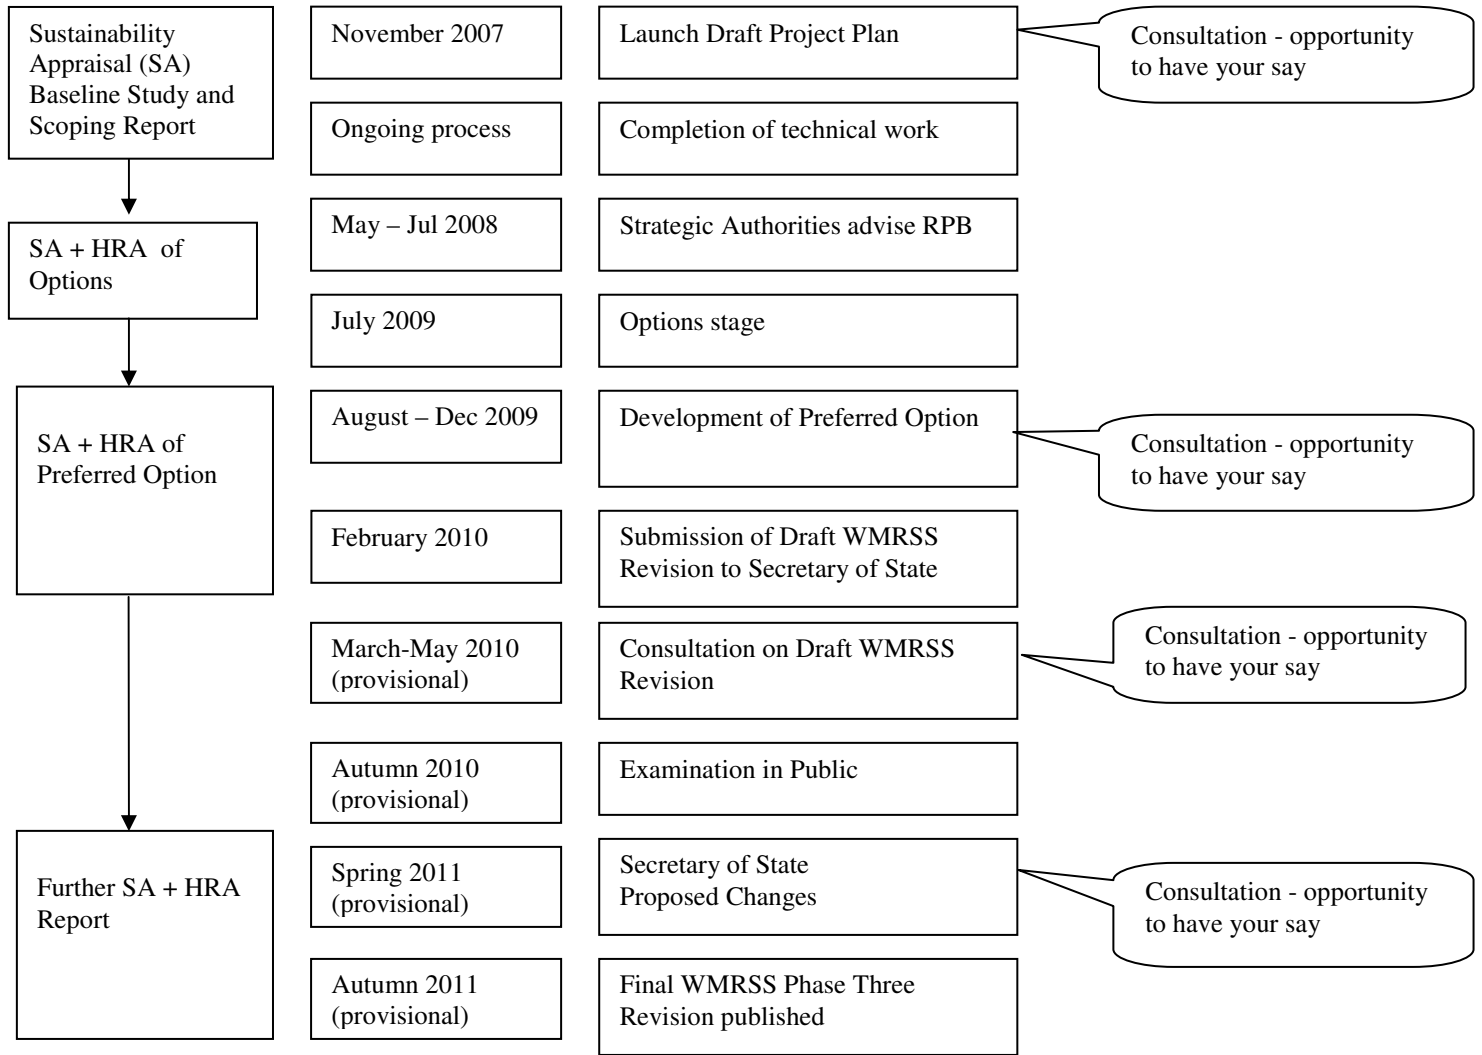 Sustainability
Appraisal (SA)
Baseline Study and
Scoping Report
SA + HRA of
Options
SA + HRA of
Preferred Option
Further SA + HRA
Report
November 2007
Launch Draft Project Plan
Consultation - opportunity
to have your say
Ongoing process
Completion of technical work
May – Jul 2008
Strategic Authorities advise RPB
July 2009
Options stage
August – Dec 2009
Development of Preferred Option
Consultation - opportunity
to have your say
February 2010
Submission of Draft WMRSS
Revision to Secretary of State
March-May 2010
(provisional)
Consultation on Draft WMRSS
Revision
Consultation - opportunity
to have your say
Autumn 2010
(provisional)
Examination in Public
Spring 2011
(provisional)
Secretary of State
Proposed Changes
Consultation - opportunity
to have your say
Autumn 2011
(provisional)
Final WMRSS Phase Three
Revision published